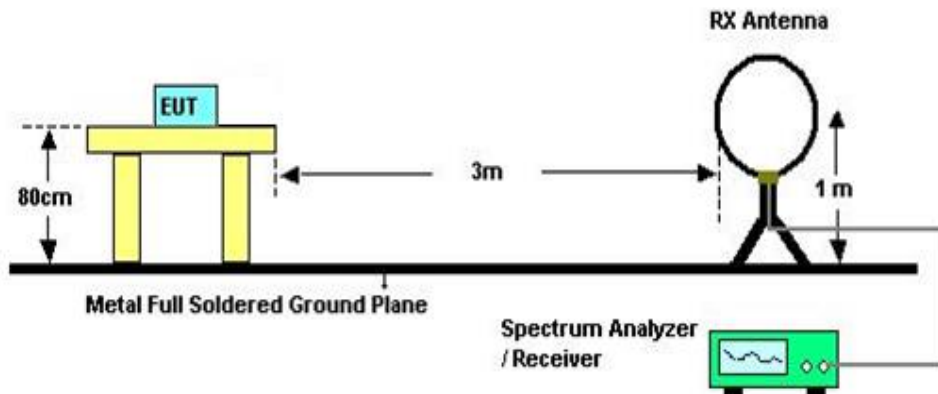 RX Antenna
EUT
3m
80cm
1 m
Metal Full Soldered Ground Plane
Spectrum Analyzer
/ Receiver